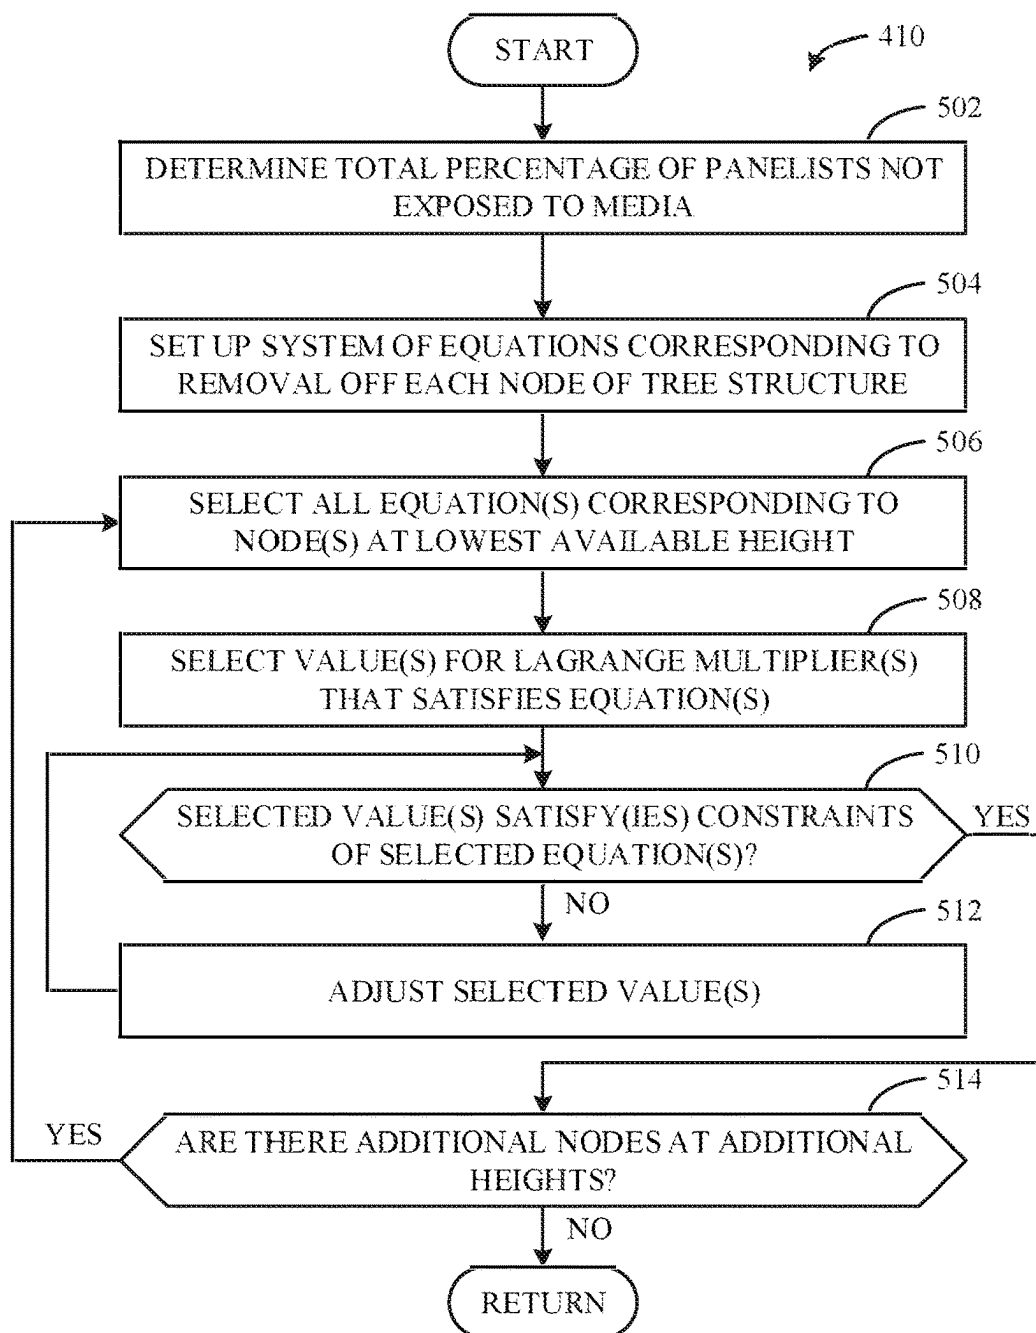 START
410
502
DETERMINE TOTAL PERCENTAGE OF PANELISTS NOT
EXPOSED TO MEDIA
504
SET UP SYSTEM OF EQUATIONS CORRESPONDING TO
REMOVAL OFF EACH NODE OF TREE STRUCTURE
506
SELECT ALL EQUATION(S) CORRESPONDING TO
NODE(S) AT LOWEST AVAILABLE HEIGHT
508
SELECT VALUE(S) FOR LAGRANGE MULTIPLIER(S)
THAT SATISFIES EQUATION(S)
510
SELECTED VALUE(S) SATISFY(IES) CONSTRAINTS
OF SELECTED EQUATION(S)?
YES
NO
512
ADJUST SELECTED VALUE(S)
514
YES
ARE THERE ADDITIONAL NODES AT ADDITIONAL
HEIGHTS?
NO
RETURN